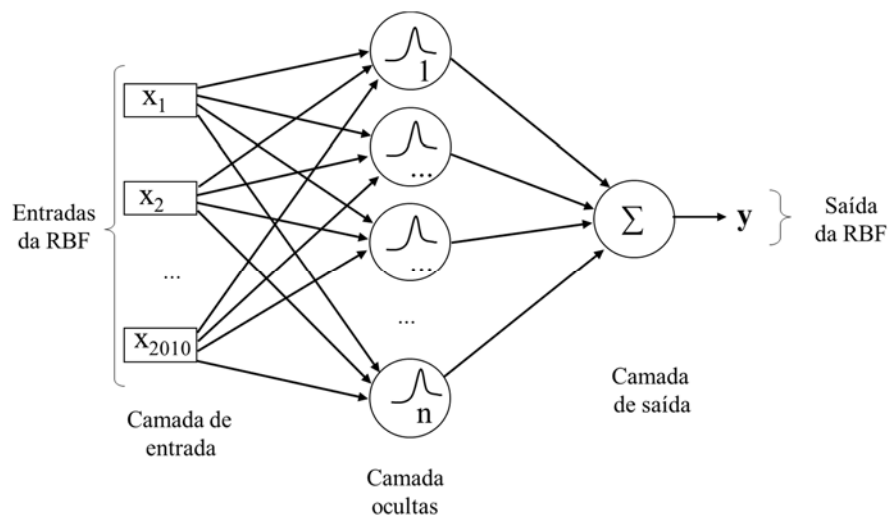 Entradas
da RBF
x1
x2
...
x2010
Camada de
entrada
1
...
...
...
n
Camada
ocultas
Σ
Camada
de saída
y
Saída
da RBF